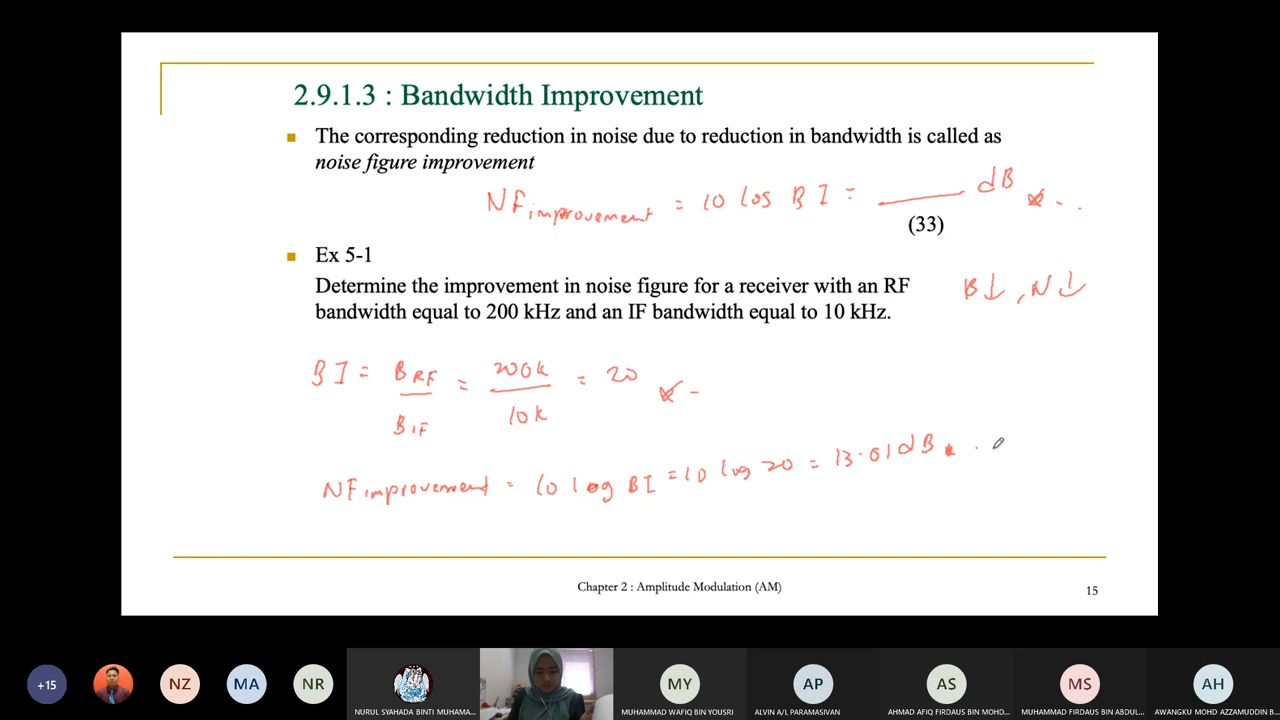 2.9.1.3 : Bandwidth Improvement
The corresponding reduction in noise due to reduction in bandwidth is called as
noise figure improvement
NF improvement = 10 log BI = ____ dB
(33)
Ex 5-1
Determine the improvement in noise figure for a receiver with an RF
bandwidth equal to 200 kHz and an IF bandwidth equal to 10 kHz.
B↓, N↓
BI = B RF / B IF = 200k / 10k = 20
NF improvement = 10 log BI = 10 log 20 = 13.01 dB
Chapter 2 : Amplitude Modulation (AM)
15
+15
NZ
MA
NR
MY
AP
AS
MS
AH
NURUL SYAHADA BINTI MUHAMA...
MUHAMMAD WAFIQ BIN YOUSRI
ALVIN A/L PARAMASIVAN
AHMAD AFIQ FIRDAUS BIN MOHD...
MUHAMMAD FIRDAUS BIN ABDUL...
AWANGKU MOHD AZZAMUDDIN B...